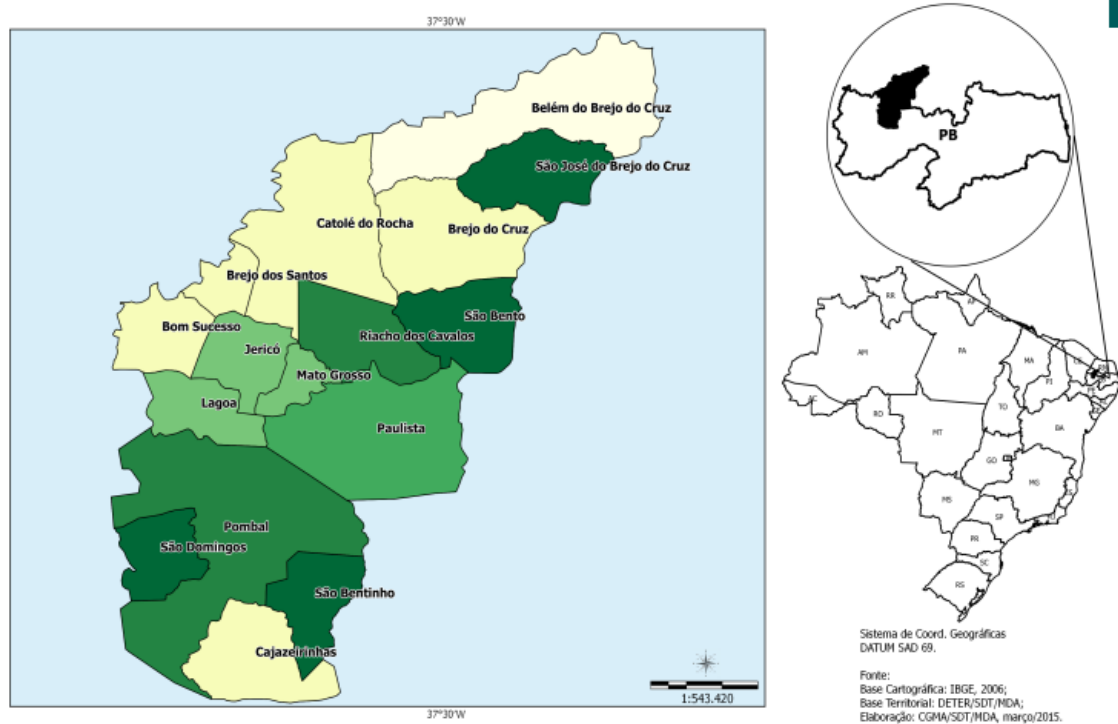 37°30'W
Belém do Brejo do Cruz
São José do Brejo do Cruz
Catolé do Rocha
Brejo do Cruz
Brejo dos Santos
Bom Sucesso
São Bento
Riacho dos Cavalos
Jericó
Mato Grosso
Lagoa
Paulista
Pombal
São Domingos
São Bentinho
Cajazeirinhas
1:543.420
37°30'W
PB
RR
AP
AM
PA
MA
CE
RN
PI
AC
TO
RO
BA
MT
GO
MG
MS
ES
SP
RJ
PR
SC
RS
Sistema de Coord. Geográficas
DATUM SAD 69.
Fonte:
Base Cartográfica: IBGE, 2006;
Base Territorial: DETER/SDT/MDA;
Elaboração: CGMA/SDT/MDA, março/2015.